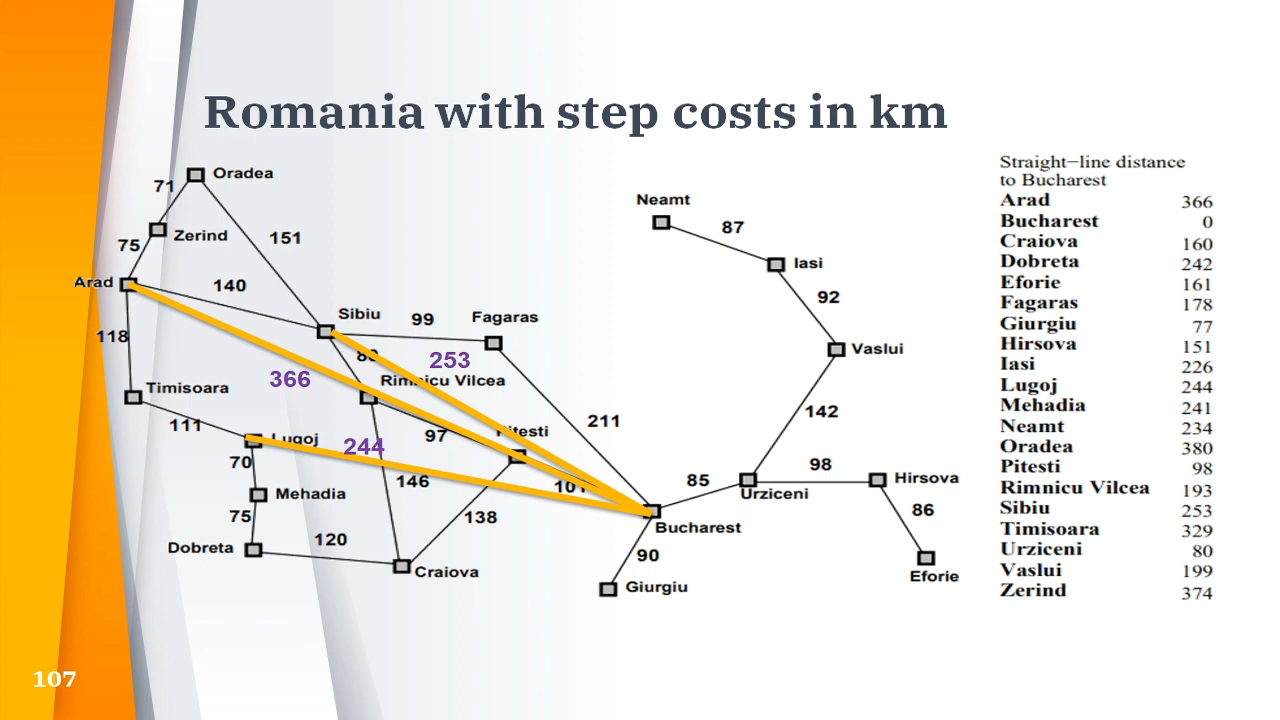 Romania with step costs in km
Oradea
71
Zerind
75
151
Arad
140
118
Sibiu
99
Fagaras
80
253
366
Rimnicu Vilcea
Timisoara
111
Lugoj
244
97
Pitesti
211
70
146
101
Mehadia
75
138
Dobreta
120
Craiova
Bucharest
90
Giurgiu
85
Urziceni
98
Hirsova
86
Eforie
142
Vaslui
92
Iasi
87
Neamt
Straight–line distance
to Bucharest
Arad 366
Bucharest 0
Craiova 160
Dobreta 242
Eforie 161
Fagaras 178
Giurgiu 77
Hirsova 151
Iasi 226
Lugoj 244
Mehadia 241
Neamt 234
Oradea 380
Pitesti 98
Rimnicu Vilcea 193
Sibiu 253
Timisoara 329
Urziceni 80
Vaslui 199
Zerind 374
107